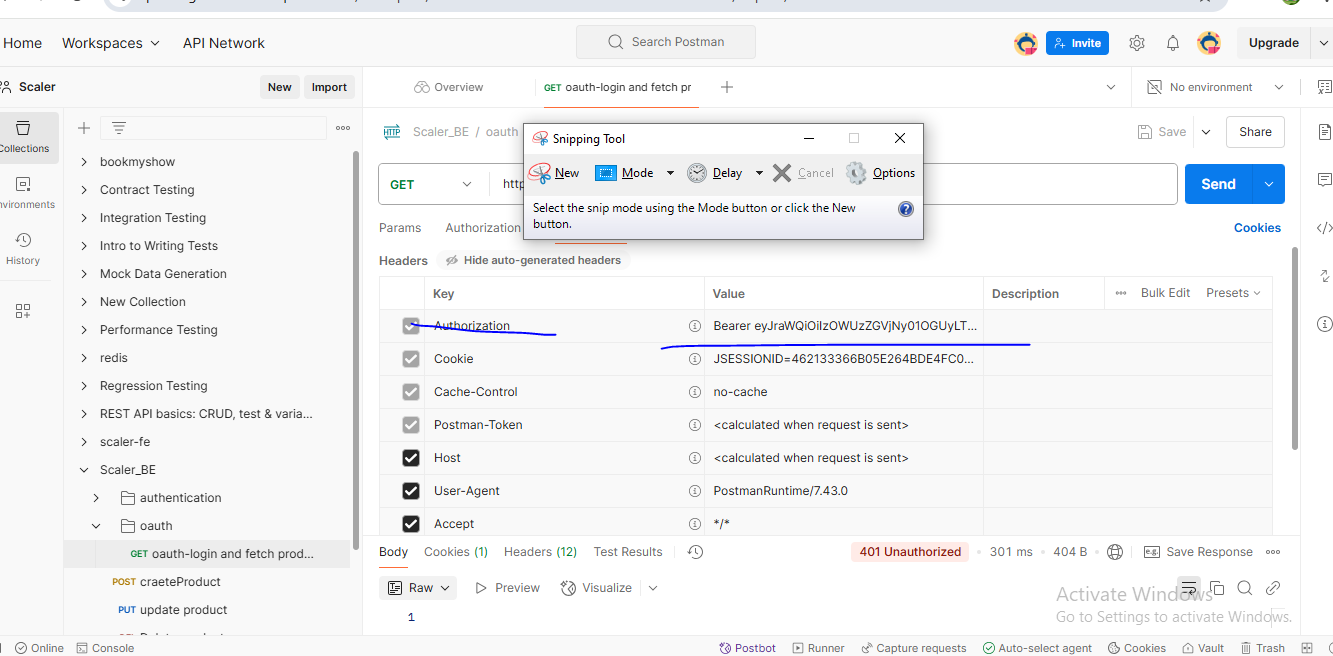 Home Workspaces API Network Search Postman Invite Upgrade
Scaler New Import Overview GET oauth-login and fetch pr No environment
Collections
HTTP Scaler_BE / oauth Save Share
Snipping Tool
New Mode Delay Cancel Options
Select the snip mode using the Mode button or click the New
button.
GET http Send
Params Authorization Cookies
Headers Hide auto-generated headers
Key Value Description Bulk Edit Presets
Authorization Bearer eyJraWQiOiIzOWUzZGVjNy01OGUyLT...
Cookie JSESSIONID=462133366B05E264BDE4FC0...
Cache-Control no-cache
Postman-Token <calculated when request is sent>
Host <calculated when request is sent>
User-Agent PostmanRuntime/7.43.0
Accept */*
bookmyshow
Contract Testing
nvironments
Integration Testing
Intro to Writing Tests
History
Mock Data Generation
New Collection
Performance Testing
redis
Regression Testing
REST API basics: CRUD, test & varia...
scaler-fe
Scaler_BE
authentication
oauth
GET oauth-login and fetch prod...
POST craeteProduct
PUT update product
Body Cookies (1) Headers (12) Test Results 401 Unauthorized 301 ms 404 B e.g. Save Response
Raw Preview Visualize
1
Activate Windows
Go to Settings to activate Windows.
Online Console Postbot Runner Capture requests Auto-select agent Cookies Vault Trash